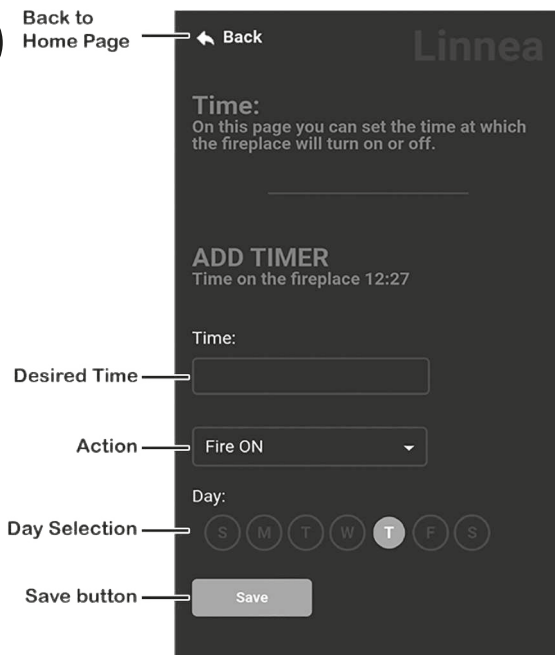 Back to
Home Page
Back
Linnea
Time:
On this page you can set the time at which
the fireplace will turn on or off.
ADD TIMER
Time on the fireplace 12:27
Time:
Desired Time
Action
Fire ON
Day:
Day Selection
S M T W T F S
Save button
Save